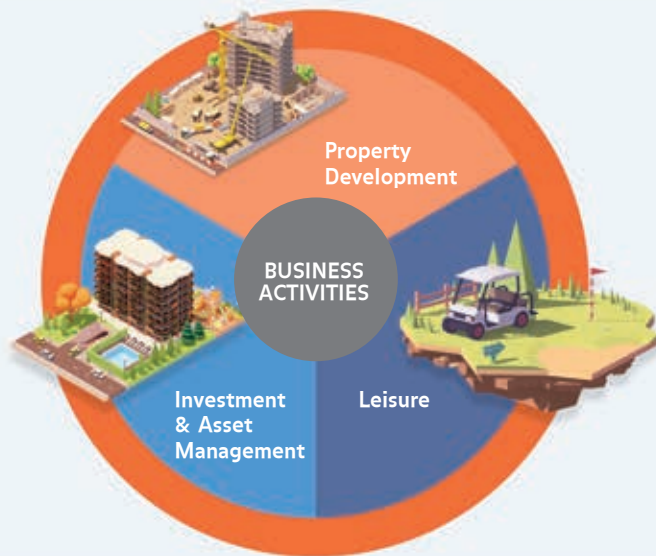 Property
Development
BUSINESS
ACTIVITIES
Investment
& Asset
Management
Leisure